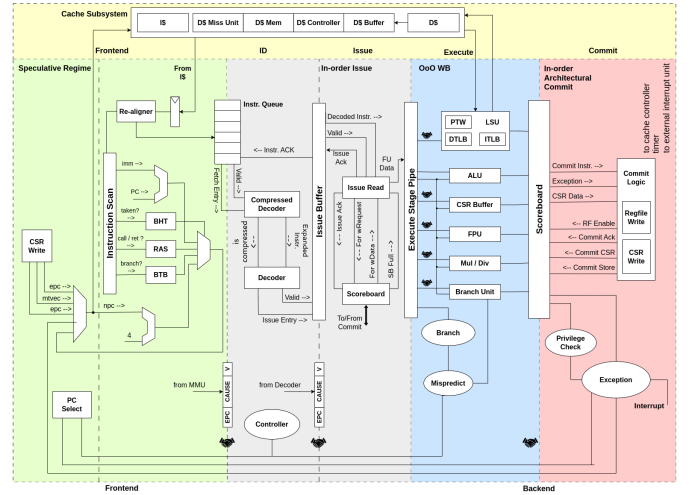 Cache Subsystem
I$
D$ Miss Unit
D$ Mem
D$ Controller
D$ Buffer
D$
Frontend
ID
Issue
Execute
Commit
Speculative Regime
From
I$
Instr. Queue
In-order Issue
OoO WB
In-order
Architectural
Commit
to cache controller
timer
to external interrupt unit
Re-aligner
Decoded Instr. -->
Valid -->
<-- Instr. ACK
Issue
Ack
FU
Data
PTW
LSU
DTLB
ITLB
Instruction Scan
imm -->
PC -->
taken?
-->
BHT
call / ret ?
-->
RAS
branch?
-->
BTB
Fetch Entry -->
Valid -->
Compressed
Decoder
is
compressed
<--
Expanded
Instr.
<--
Decoder
Valid -->
Issue Entry -->
Issue Buffer
Issue Read
<-- Issue Ack
<-- For wRequest
For wData -->
SB Full -->
Scoreboard
To/From
Commit
Execute Stage Pipe
ALU
CSR Buffer
FPU
Mul / Div
Branch Unit
Scoreboard
Commit Instr. -->
Exception -->
CSR Data -->
<-- RF Enable
<-- Commit Ack
<-- Commit CSR
<-- Commit Store
Commit
Logic
Regfile
Write
CSR
Write
CSR
Write
epc -->
mtvec -->
epc -->
npc -->
4
Branch
Mispredict
Privilege
Check
Exception
Interrupt
from MMU
V
CAUSE
EPC
from Decoder
V
CAUSE
EPC
PC
Select
Controller
Frontend
Backend